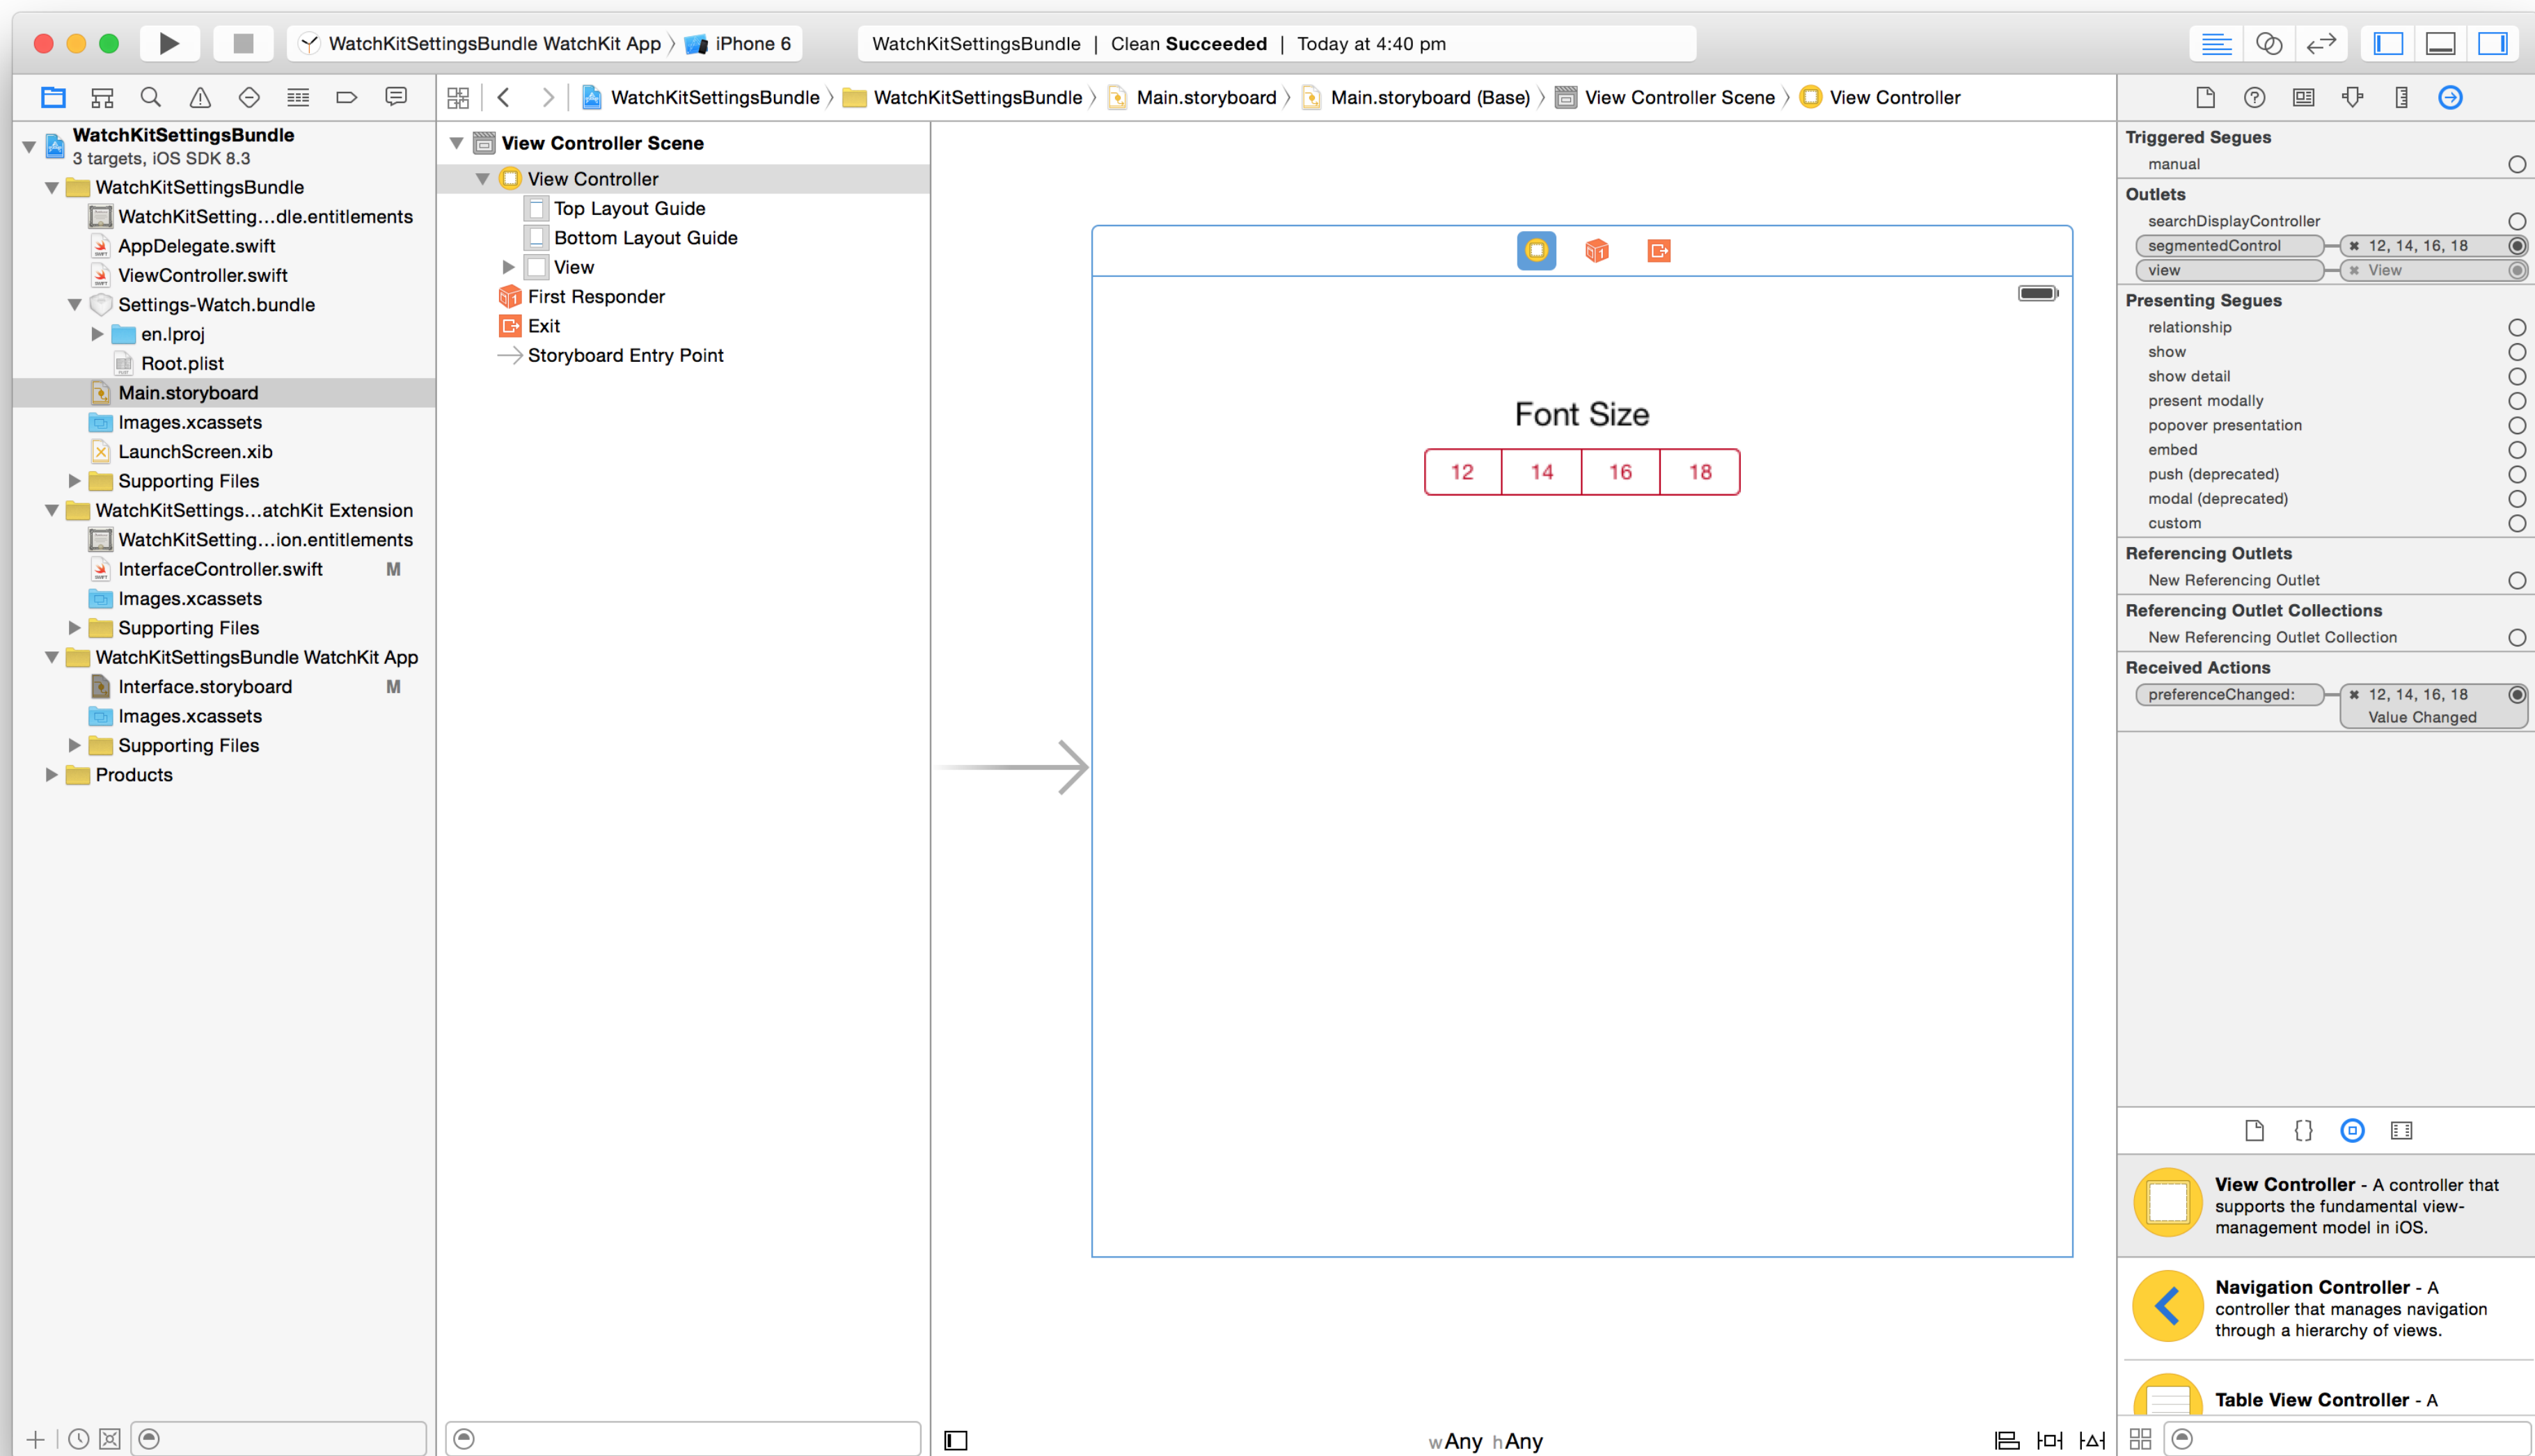 WatchKitSettingsBundle WatchKit App
iPhone 6
WatchKitSettingsBundle | Clean Succeeded | Today at 4:40 pm
WatchKitSettingsBundle
WatchKitSettingsBundle
Main.storyboard
Main.storyboard (Base)
View Controller Scene
View Controller
WatchKitSettingsBundle
3 targets, iOS SDK 8.3
WatchKitSettingsBundle
WatchKitSetting...dle.entitlements
AppDelegate.swift
ViewController.swift
Settings-Watch.bundle
en.lproj
Root.plist
Main.storyboard
Images.xcassets
LaunchScreen.xib
Supporting Files
WatchKitSettings...atchKit Extension
WatchKitSetting...ion.entitlements
InterfaceController.swift M
Images.xcassets
Supporting Files
WatchKitSettingsBundle WatchKit App
Interface.storyboard M
Images.xcassets
Supporting Files
Products
View Controller Scene
View Controller
Top Layout Guide
Bottom Layout Guide
View
First Responder
Exit
Storyboard Entry Point
Font Size
12 14 16 18
wAny hAny
Triggered Segues
manual
Outlets
searchDisplayController
segmentedControl 12, 14, 16, 18
view View
Presenting Segues
relationship
show
show detail
present modally
popover presentation
embed
push (deprecated)
modal (deprecated)
custom
Referencing Outlets
New Referencing Outlet
Referencing Outlet Collections
New Referencing Outlet Collection
Received Actions
preferenceChanged: 12, 14, 16, 18
Value Changed
View Controller - A controller that
supports the fundamental view-
management model in iOS.
Navigation Controller - A
controller that manages navigation
through a hierarchy of views.
Table View Controller - A